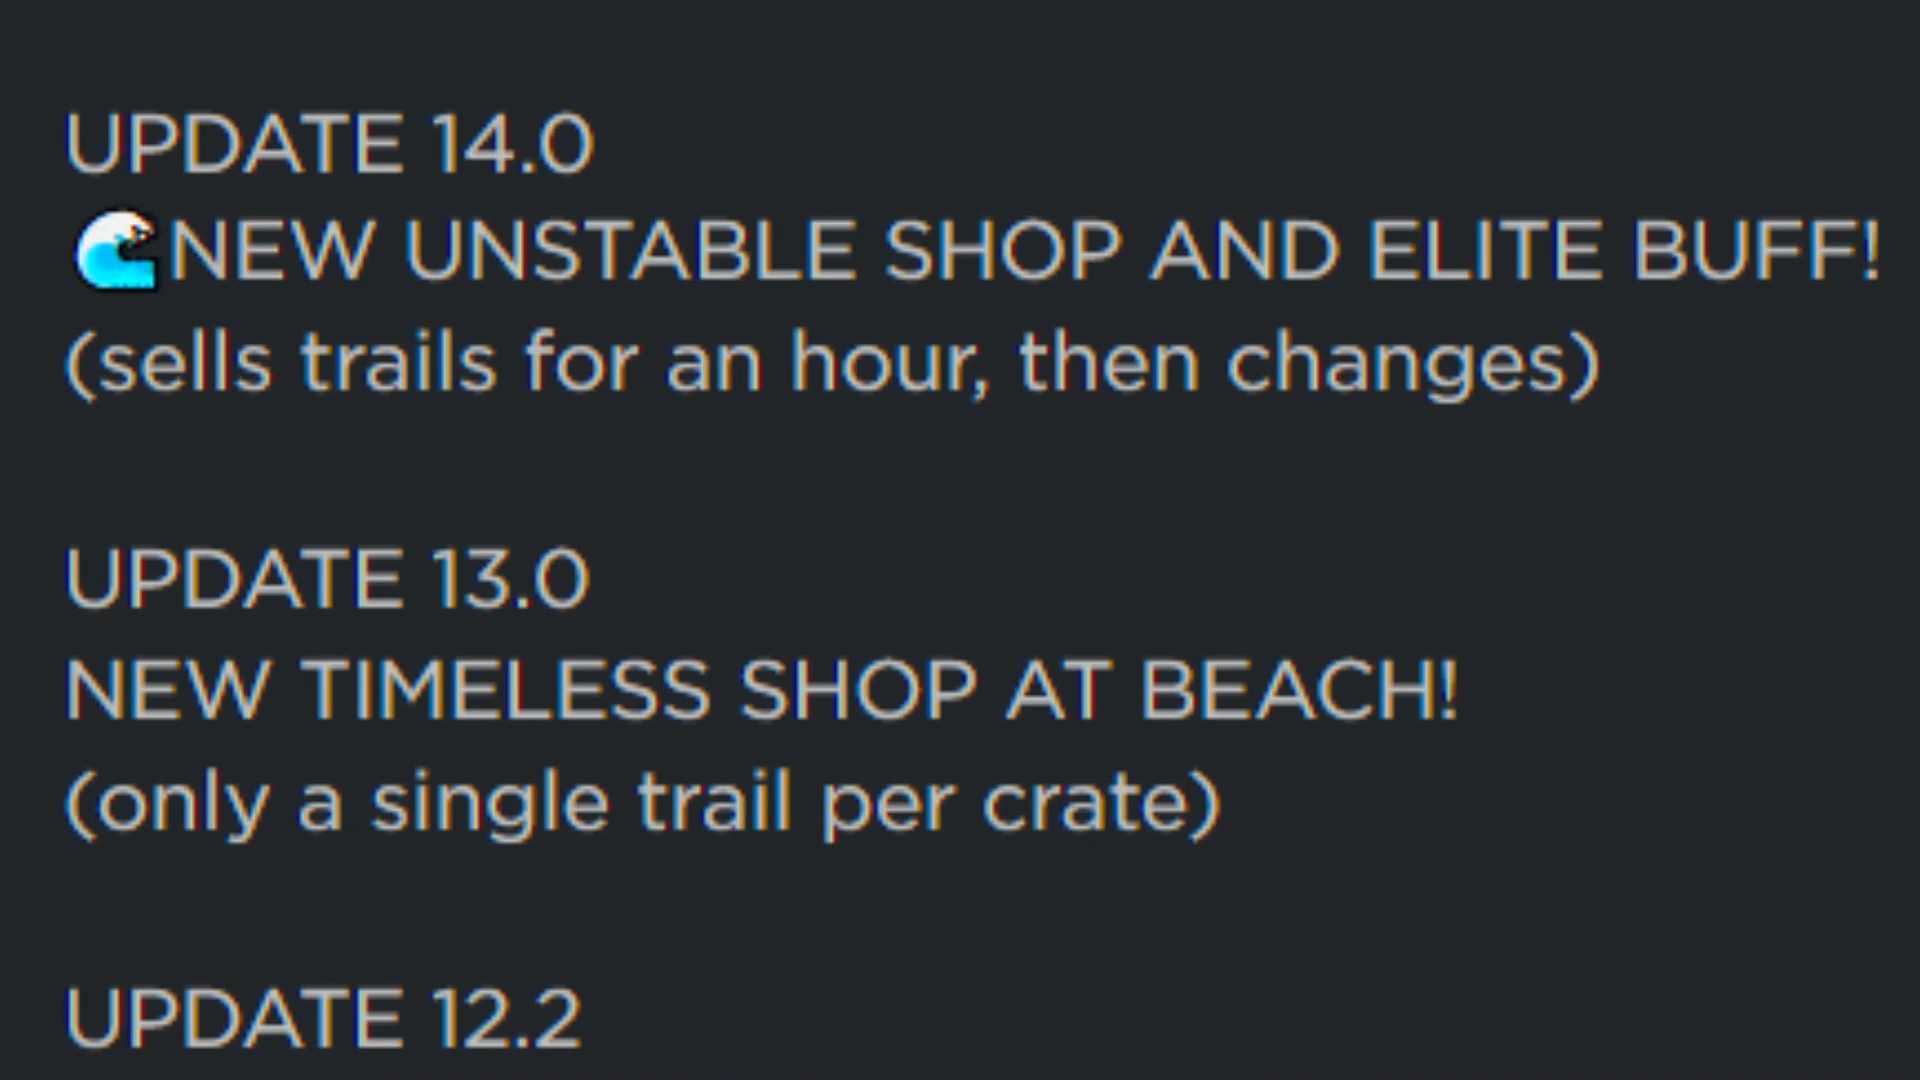 UPDATE 14.0
🌊NEW UNSTABLE SHOP AND ELITE BUFF!
(sells trails for an hour, then changes)
UPDATE 13.0
NEW TIMELESS SHOP AT BEACH!
(only a single trail per crate)
UPDATE 12.2